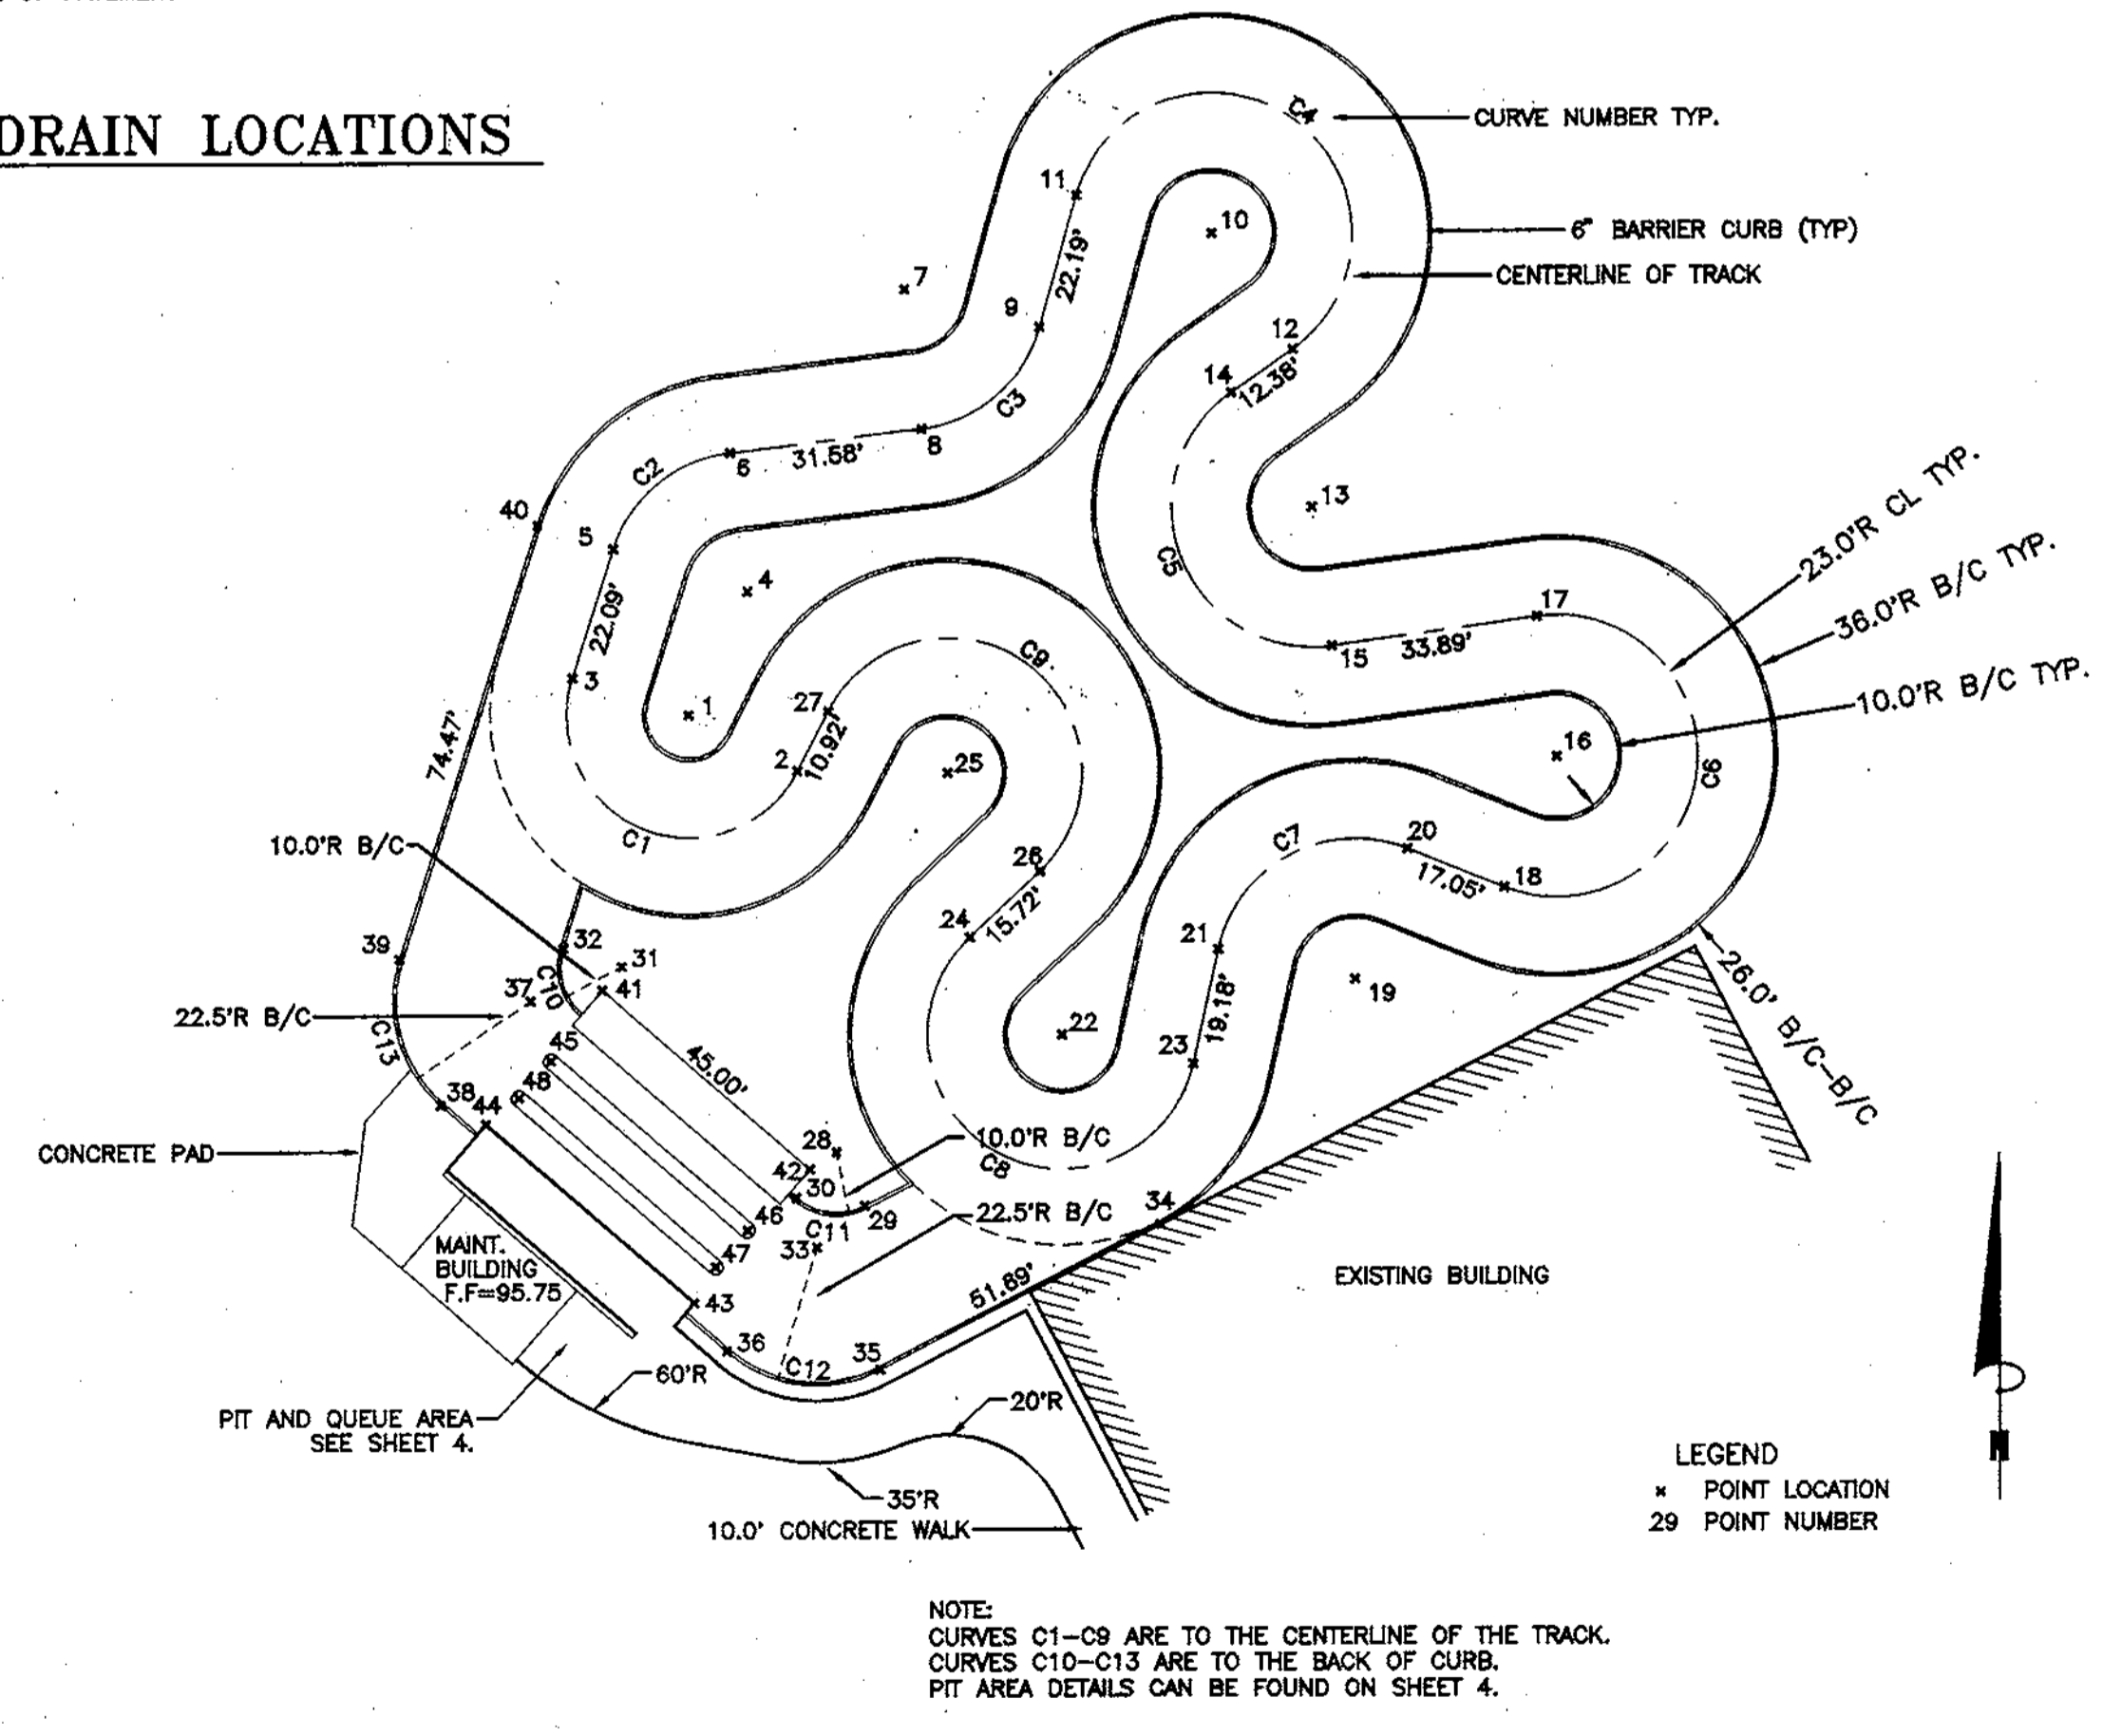 DRAIN LOCATIONS
C4
CURVE NUMBER TYP.
11
10
6" BARRIER CURB (TYP)
7
22.19'
CENTERLINE OF TRACK
9
12
14
12.38'
C3
8
C2
6
31.58'
13
40
5
C5
23.0'R CL TYP.
36.0'R B/C TYP.
4
17
22.09'
15
33.89'
C9
3
10.0'R B/C TYP.
1
27
10.92'
2
74.47'
16
25
C6
C1
C7
20
10.0'R B/C
26
17.05'
18
24
15.72'
39
32
31
21
26.0' B/C-B/C
C10
37
41
19
22.5'R B/C
C13
22
19.18'
23
45
45.00'
48
38
44
28
10.0'R B/C
CONCRETE PAD
42
C8
30
34
29
22.5'R B/C
46
C11
33
47
MAINT.
BUILDING
F.F=95.75
51.89'
EXISTING BUILDING
43
36
35
C12
60'R
20'R
PIT AND QUEUE AREA
SEE SHEET 4.
LEGEND
N
POINT LOCATION
35'R
29 POINT NUMBER
10.0' CONCRETE WALK
NOTE:
CURVES C1-C9 ARE TO THE CENTERLINE OF THE TRACK.
CURVES C10-C13 ARE TO THE BACK OF CURB.
PIT AREA DETAILS CAN BE FOUND ON SHEET 4.